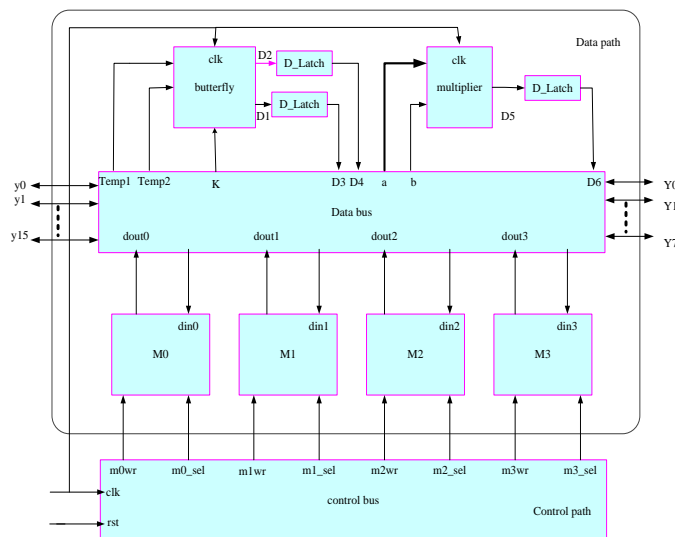 Data path
clk
butterfly
D2
D_Latch
D1
D_Latch
clk
multiplier
D5
D_Latch
Temp1
Temp2
K
D3
D4
a
b
D6
Data bus
y0
y1
y15
Y0
Y1
Y7
dout0
dout1
dout2
dout3
din0
M0
din1
M1
din2
M2
din3
M3
m0wr
m0_sel
m1wr
m1_sel
m2wr
m2_sel
m3wr
m3_sel
clk
control bus
rst
Control path